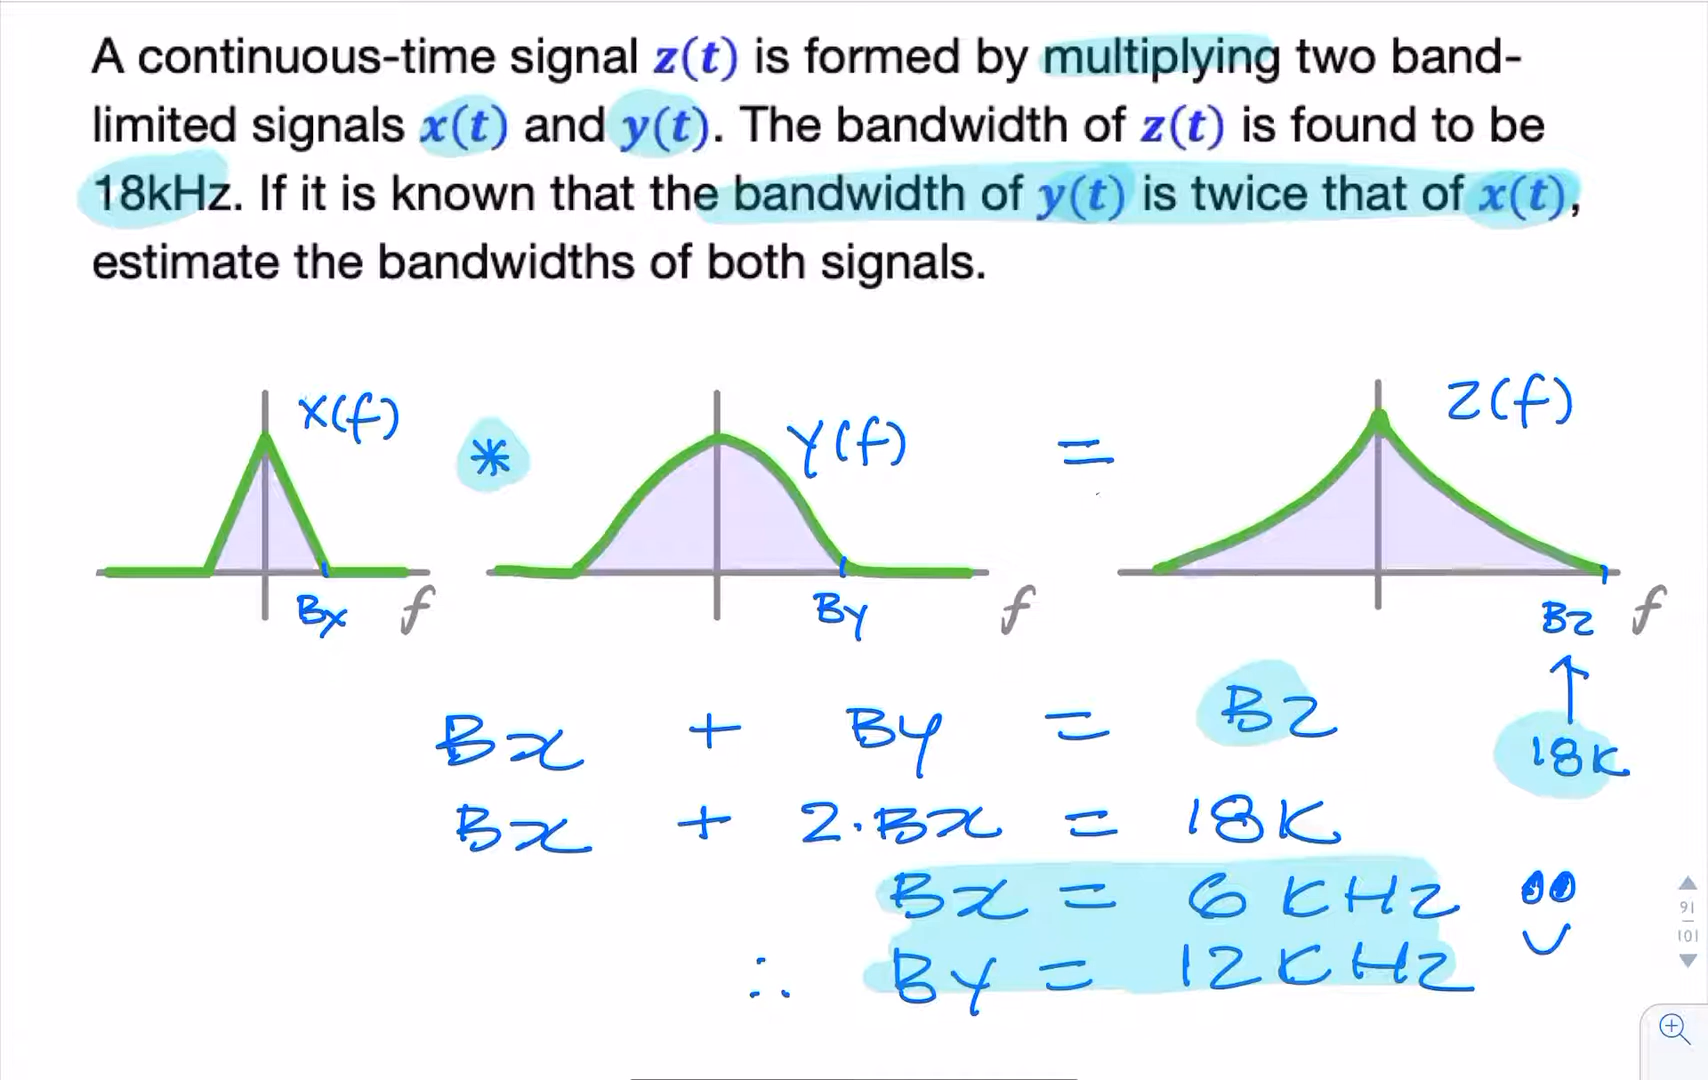 A continuous-time signal z(t) is formed by multiplying two band-
limited signals x(t) and y(t). The bandwidth of z(t) is found to be
18kHz. If it is known that the bandwidth of y(t) is twice that of x(t),
estimate the bandwidths of both signals.
X(f) * Y(f) = Z(f)
Bx f By f Bz f
↑
18K
Bx + By = Bz
Bx + 2.Bx = 18K
Bx = 6 KHz
∴ By = 12KHz
91
101